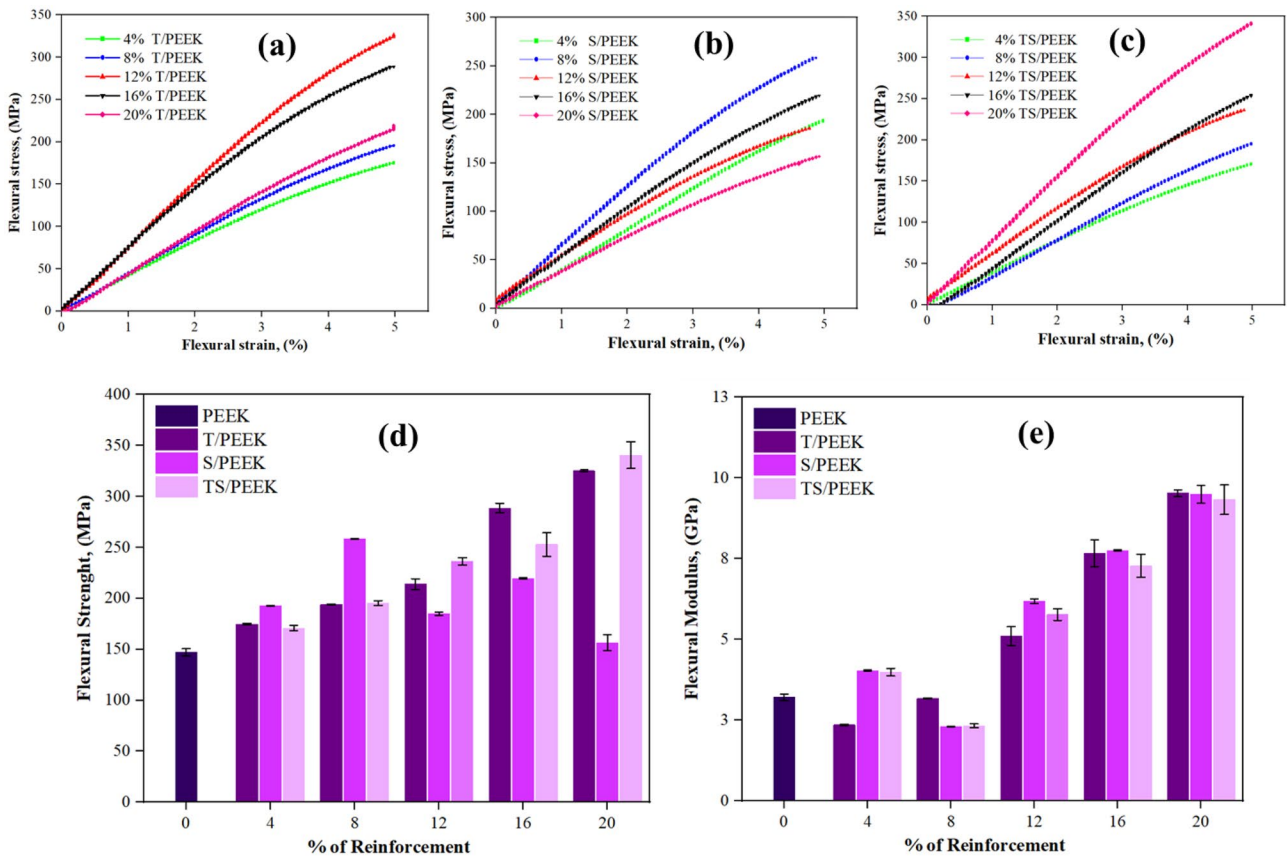 (a)
4% T/PEEK
8% T/PEEK
12% T/PEEK
16% T/PEEK
20% T/PEEK
Flexural stress, (MPa)
350
300
250
200
150
100
50
0
0 1 2 3 4 5
Flexural strain, (%)
(b)
4% S/PEEK
8% S/PEEK
12% S/PEEK
16% S/PEEK
20% S/PEEK
Flexural stress, (MPa)
300
250
200
150
100
50
0
0 1 2 3 4 5
Flexural strain, (%)
(c)
4% TS/PEEK
8% TS/PEEK
12% TS/PEEK
16% TS/PEEK
20% TS/PEEK
Flexural stress, (MPa)
350
300
250
200
150
100
50
0
0 1 2 3 4 5
Flexural strain, (%)
(d)
PEEK
T/PEEK
S/PEEK
TS/PEEK
Flexural Strenght, (MPa)
400
350
300
250
200
150
100
50
0
0 4 8 12 16 20
% of Reinforcement
(e)
PEEK
T/PEEK
S/PEEK
TS/PEEK
Flexural Modulus, (GPa)
13
10
8
5
3
0
0 4 8 12 16 20
% of Reinforcement